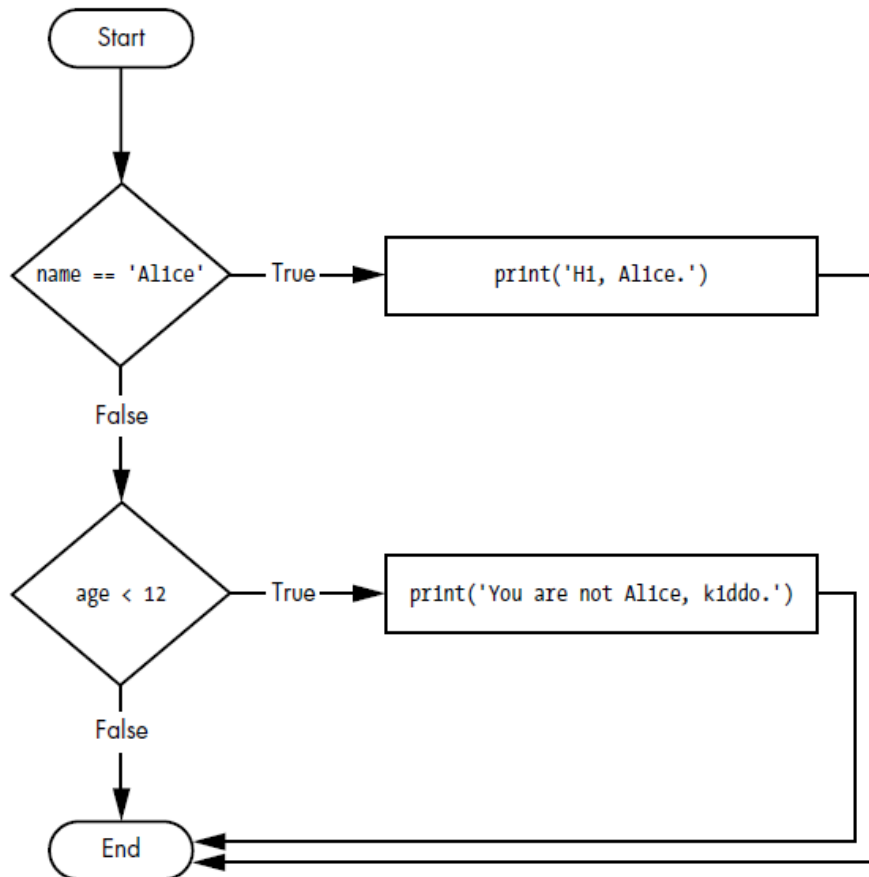 Start
name == 'Alice'
True
print('Hi, Alice.')
False
age < 12
True
print('You are not Alice, kiddo.')
False
End